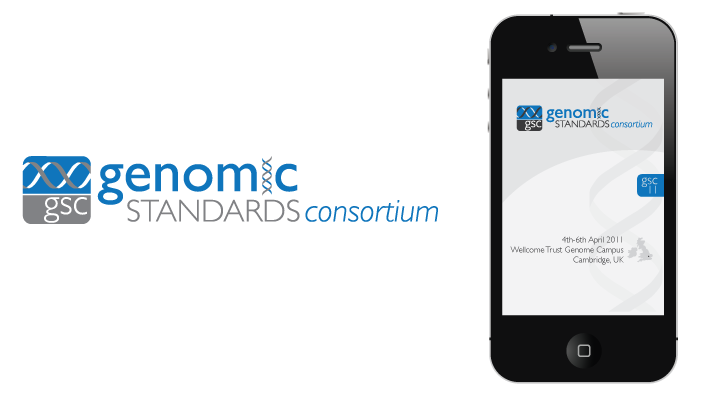 genomic
gsc
STANDARDS consortium
genomic
gsc
STANDARDS consortium
gsc
11
4th-6th April 2011
Wellcome Trust Genome Campus
Cambridge, UK